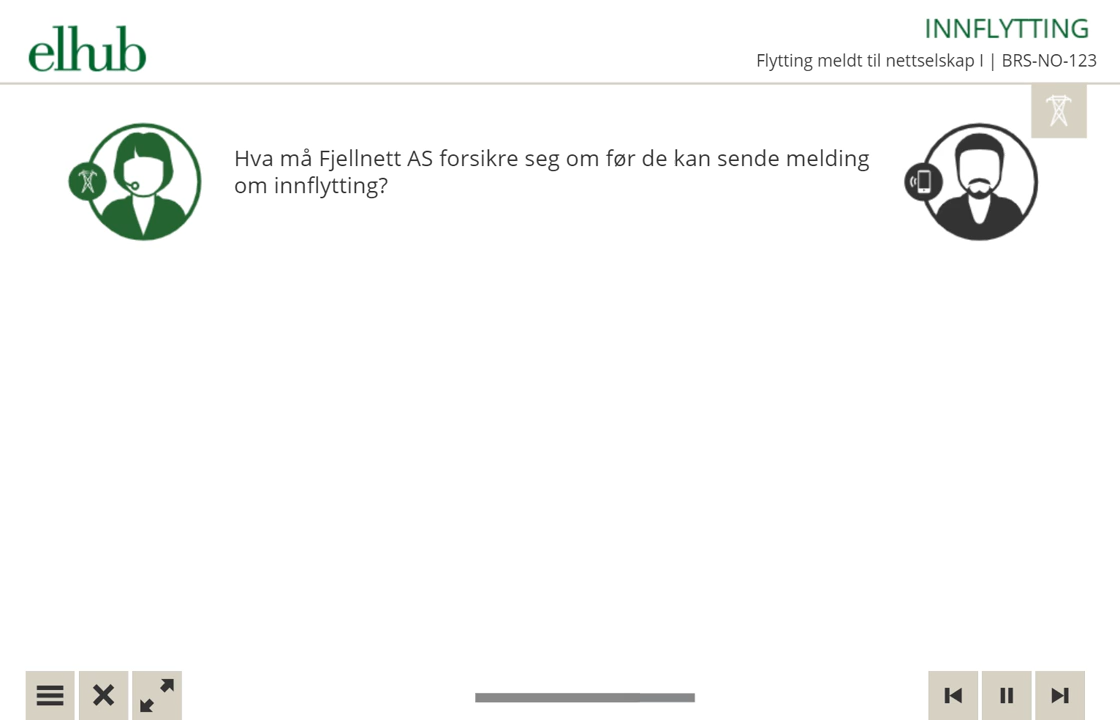 elhub
INNFLYTTING
Flytting meldt til nettselskap I | BRS-NO-123
Hva må Fjellnett AS forsikre seg om før de kan sende melding
om innflytting?